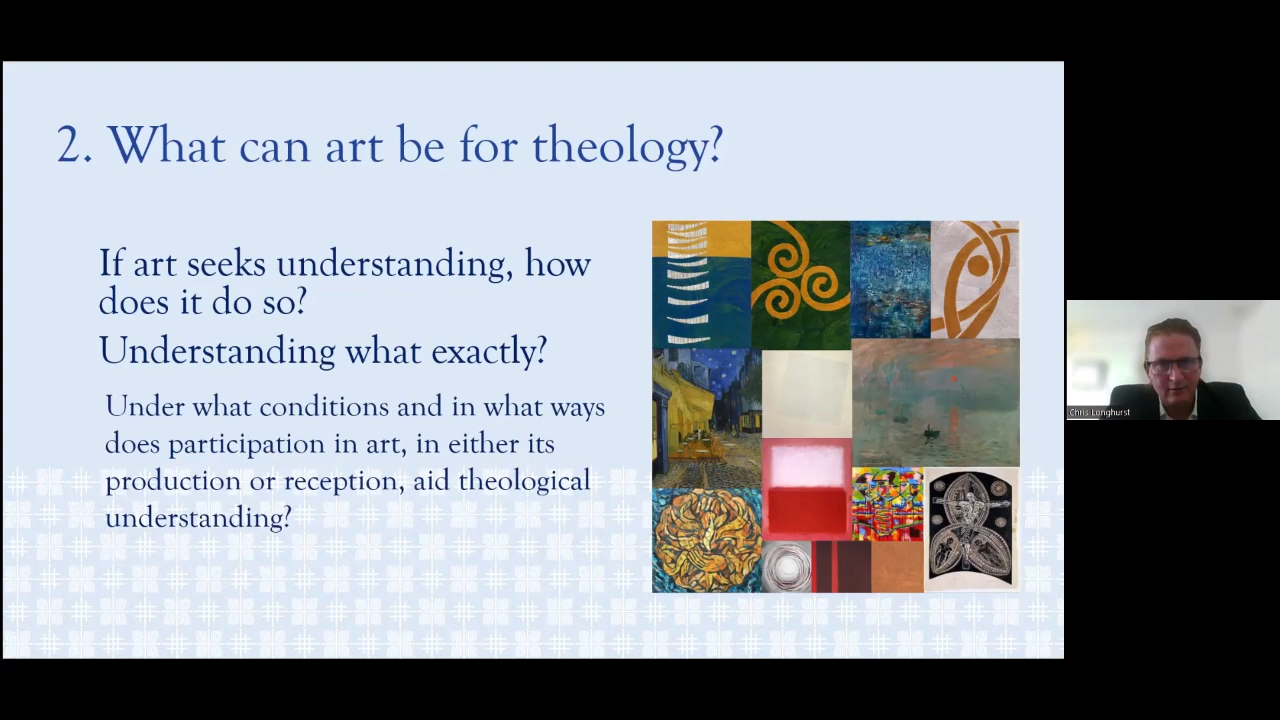 2. What can art be for theology?
If art seeks understanding, how
does it do so?
Understanding what exactly?
Under what conditions and in what ways
does participation in art, in either its
production or reception, aid theological
understanding?
Chris Longhurst